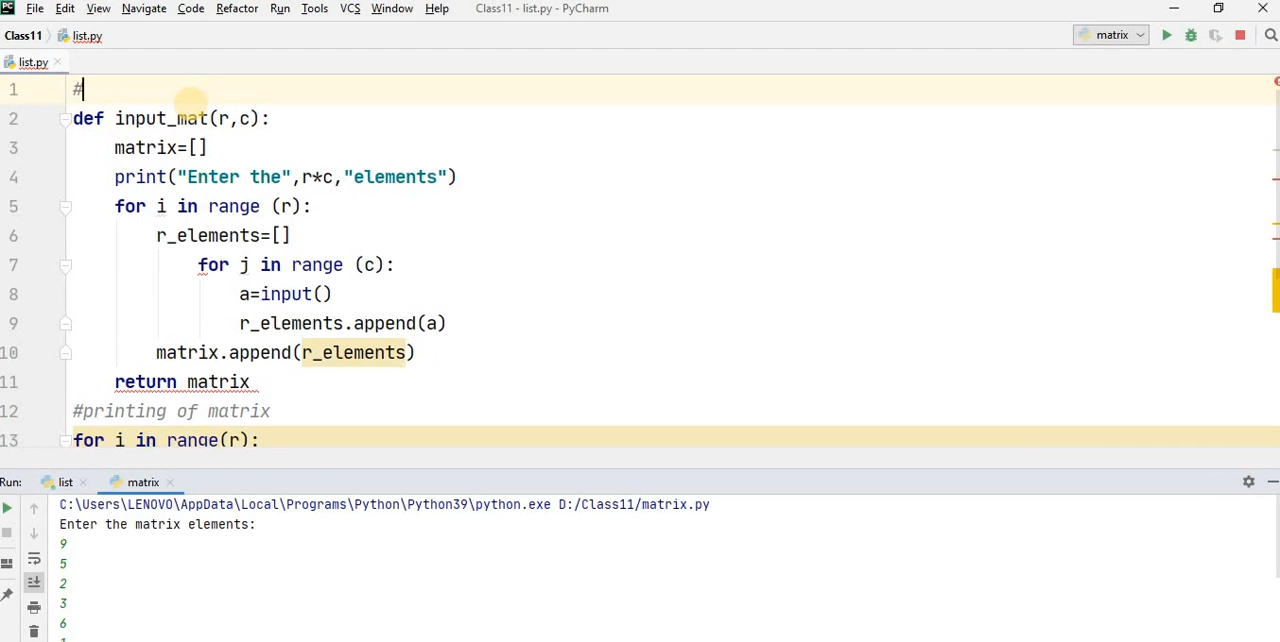 File Edit View Navigate Code Refactor Run Tools VCS Window Help Class11 - list.py - PyCharm
Class11 list.py matrix
list.py
1 #
2 def input_mat(r,c):
3 matrix=[]
4 print("Enter the",r*c,"elements")
5 for i in range (r):
6 r_elements=[]
7 for j in range (c):
8 a=input()
9 r_elements.append(a)
10 matrix.append(r_elements)
11 return matrix
12 #printing of matrix
13 for i in range(r):
Run: list matrix
C:\Users\LENOVO\AppData\Local\Programs\Python\Python39\python.exe D:/Class11/matrix.py
Enter the matrix elements:
9
5
2
3
6